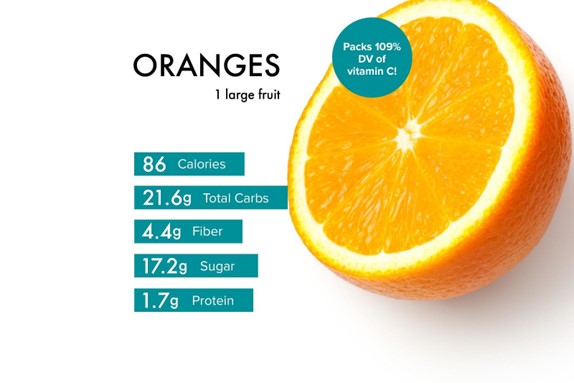 ORANGES
1 large fruit
Packs 109%
DV of
vitamin C!
86 Calories
21.6g Total Carbs
4.4g Fiber
17.2g Sugar
1.7g Protein